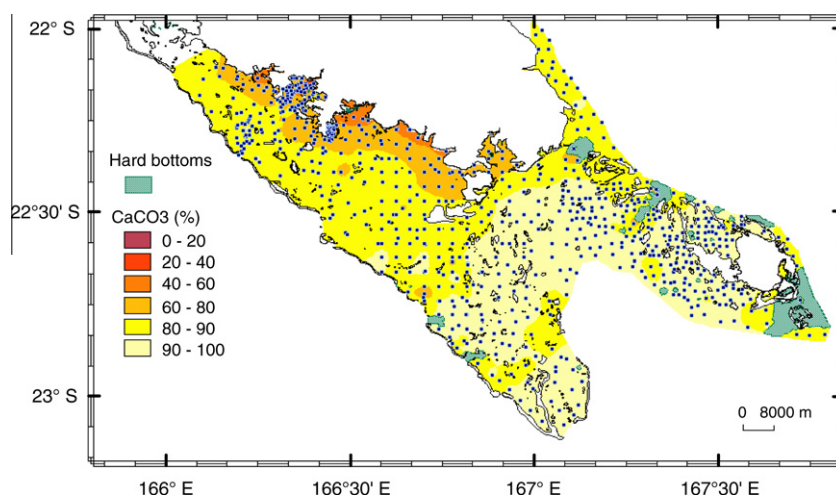 22° S
Hard bottoms
22°30' S
CaCO3 (%)
0 - 20
20 - 40
40 - 60
60 - 80
80 - 90
90 - 100
23° S
0 8000 m
166° E
166°30' E
167° E
167°30' E